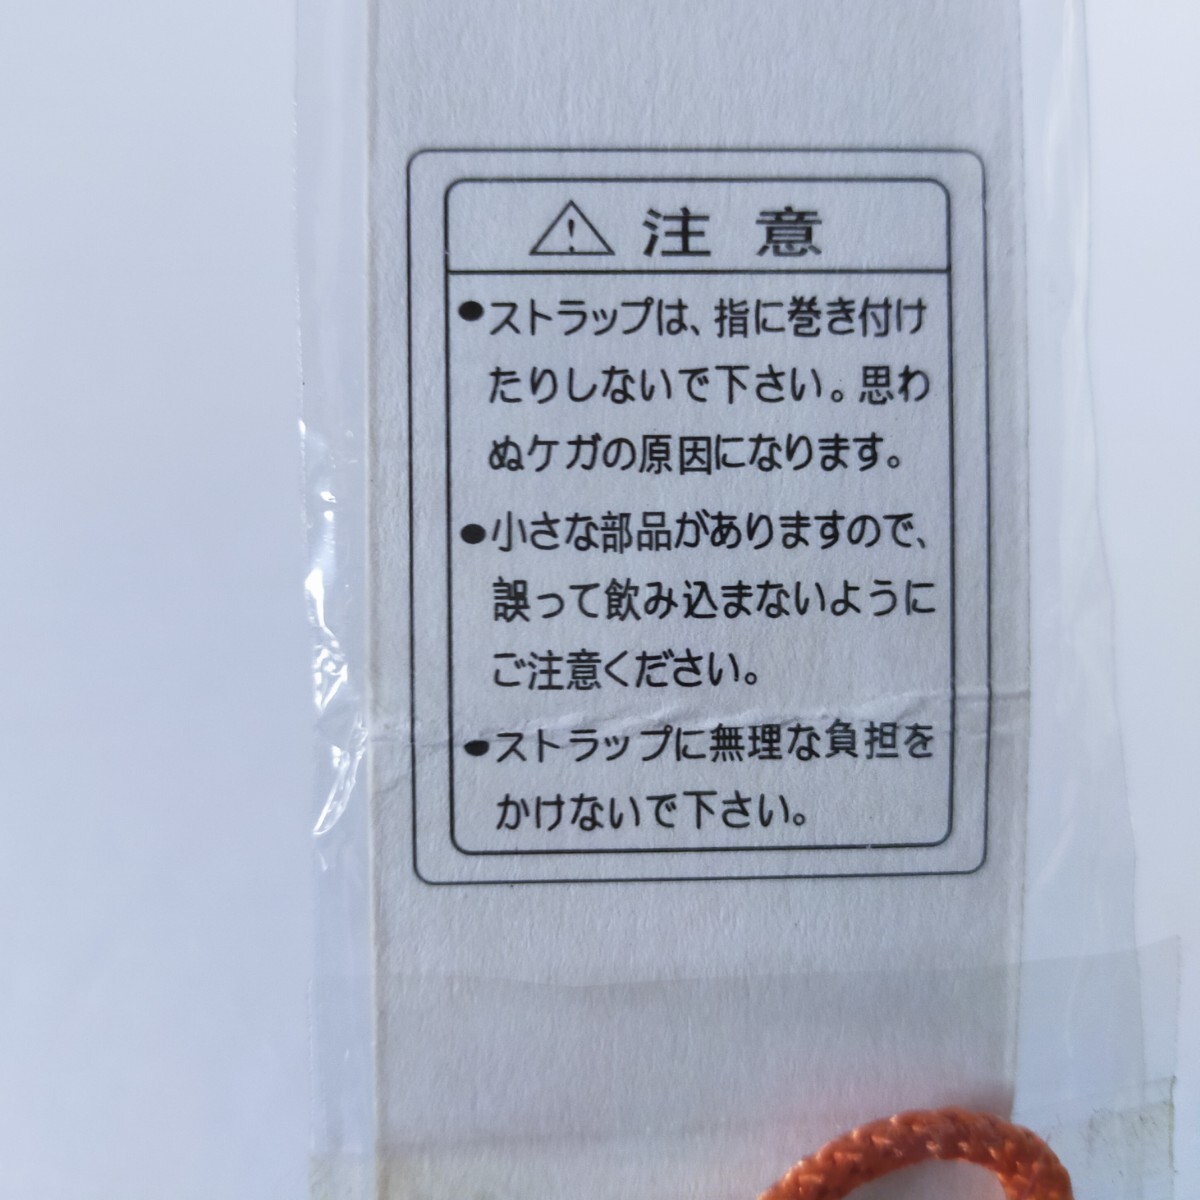 注意
●ストラップは、指に巻き付け
たりしないで下さい。思わ
ぬケガの原因になります。
●小さな部品がありますので、
誤って飲み込まないように
ご注意ください。
●ストラップに無理な負担を
かけないで下さい。